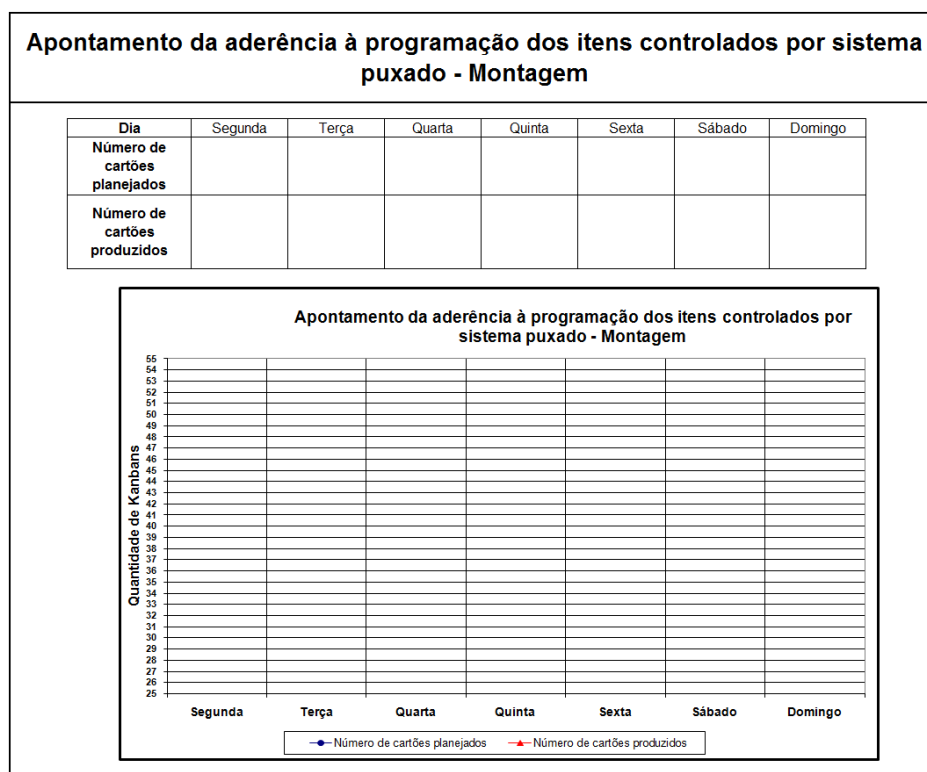 Apontamento da aderência à programação dos itens controlados por sistema
puxado - Montagem
Dia Segunda Terça Quarta Quinta Sexta Sábado Domingo
Número de
cartões
planejados
Número de
cartões
produzidos
Apontamento da aderência à programação dos itens controlados por
sistema puxado - Montagem
Quantidade de Kanbans
55
54
53
52
51
50
49
48
47
46
45
44
43
42
41
40
39
38
37
36
35
34
33
32
31
30
29
28
27
26
25
Segunda Terça Quarta Quinta Sexta Sábado Domingo
Número de cartões planejados Número de cartões produzidos